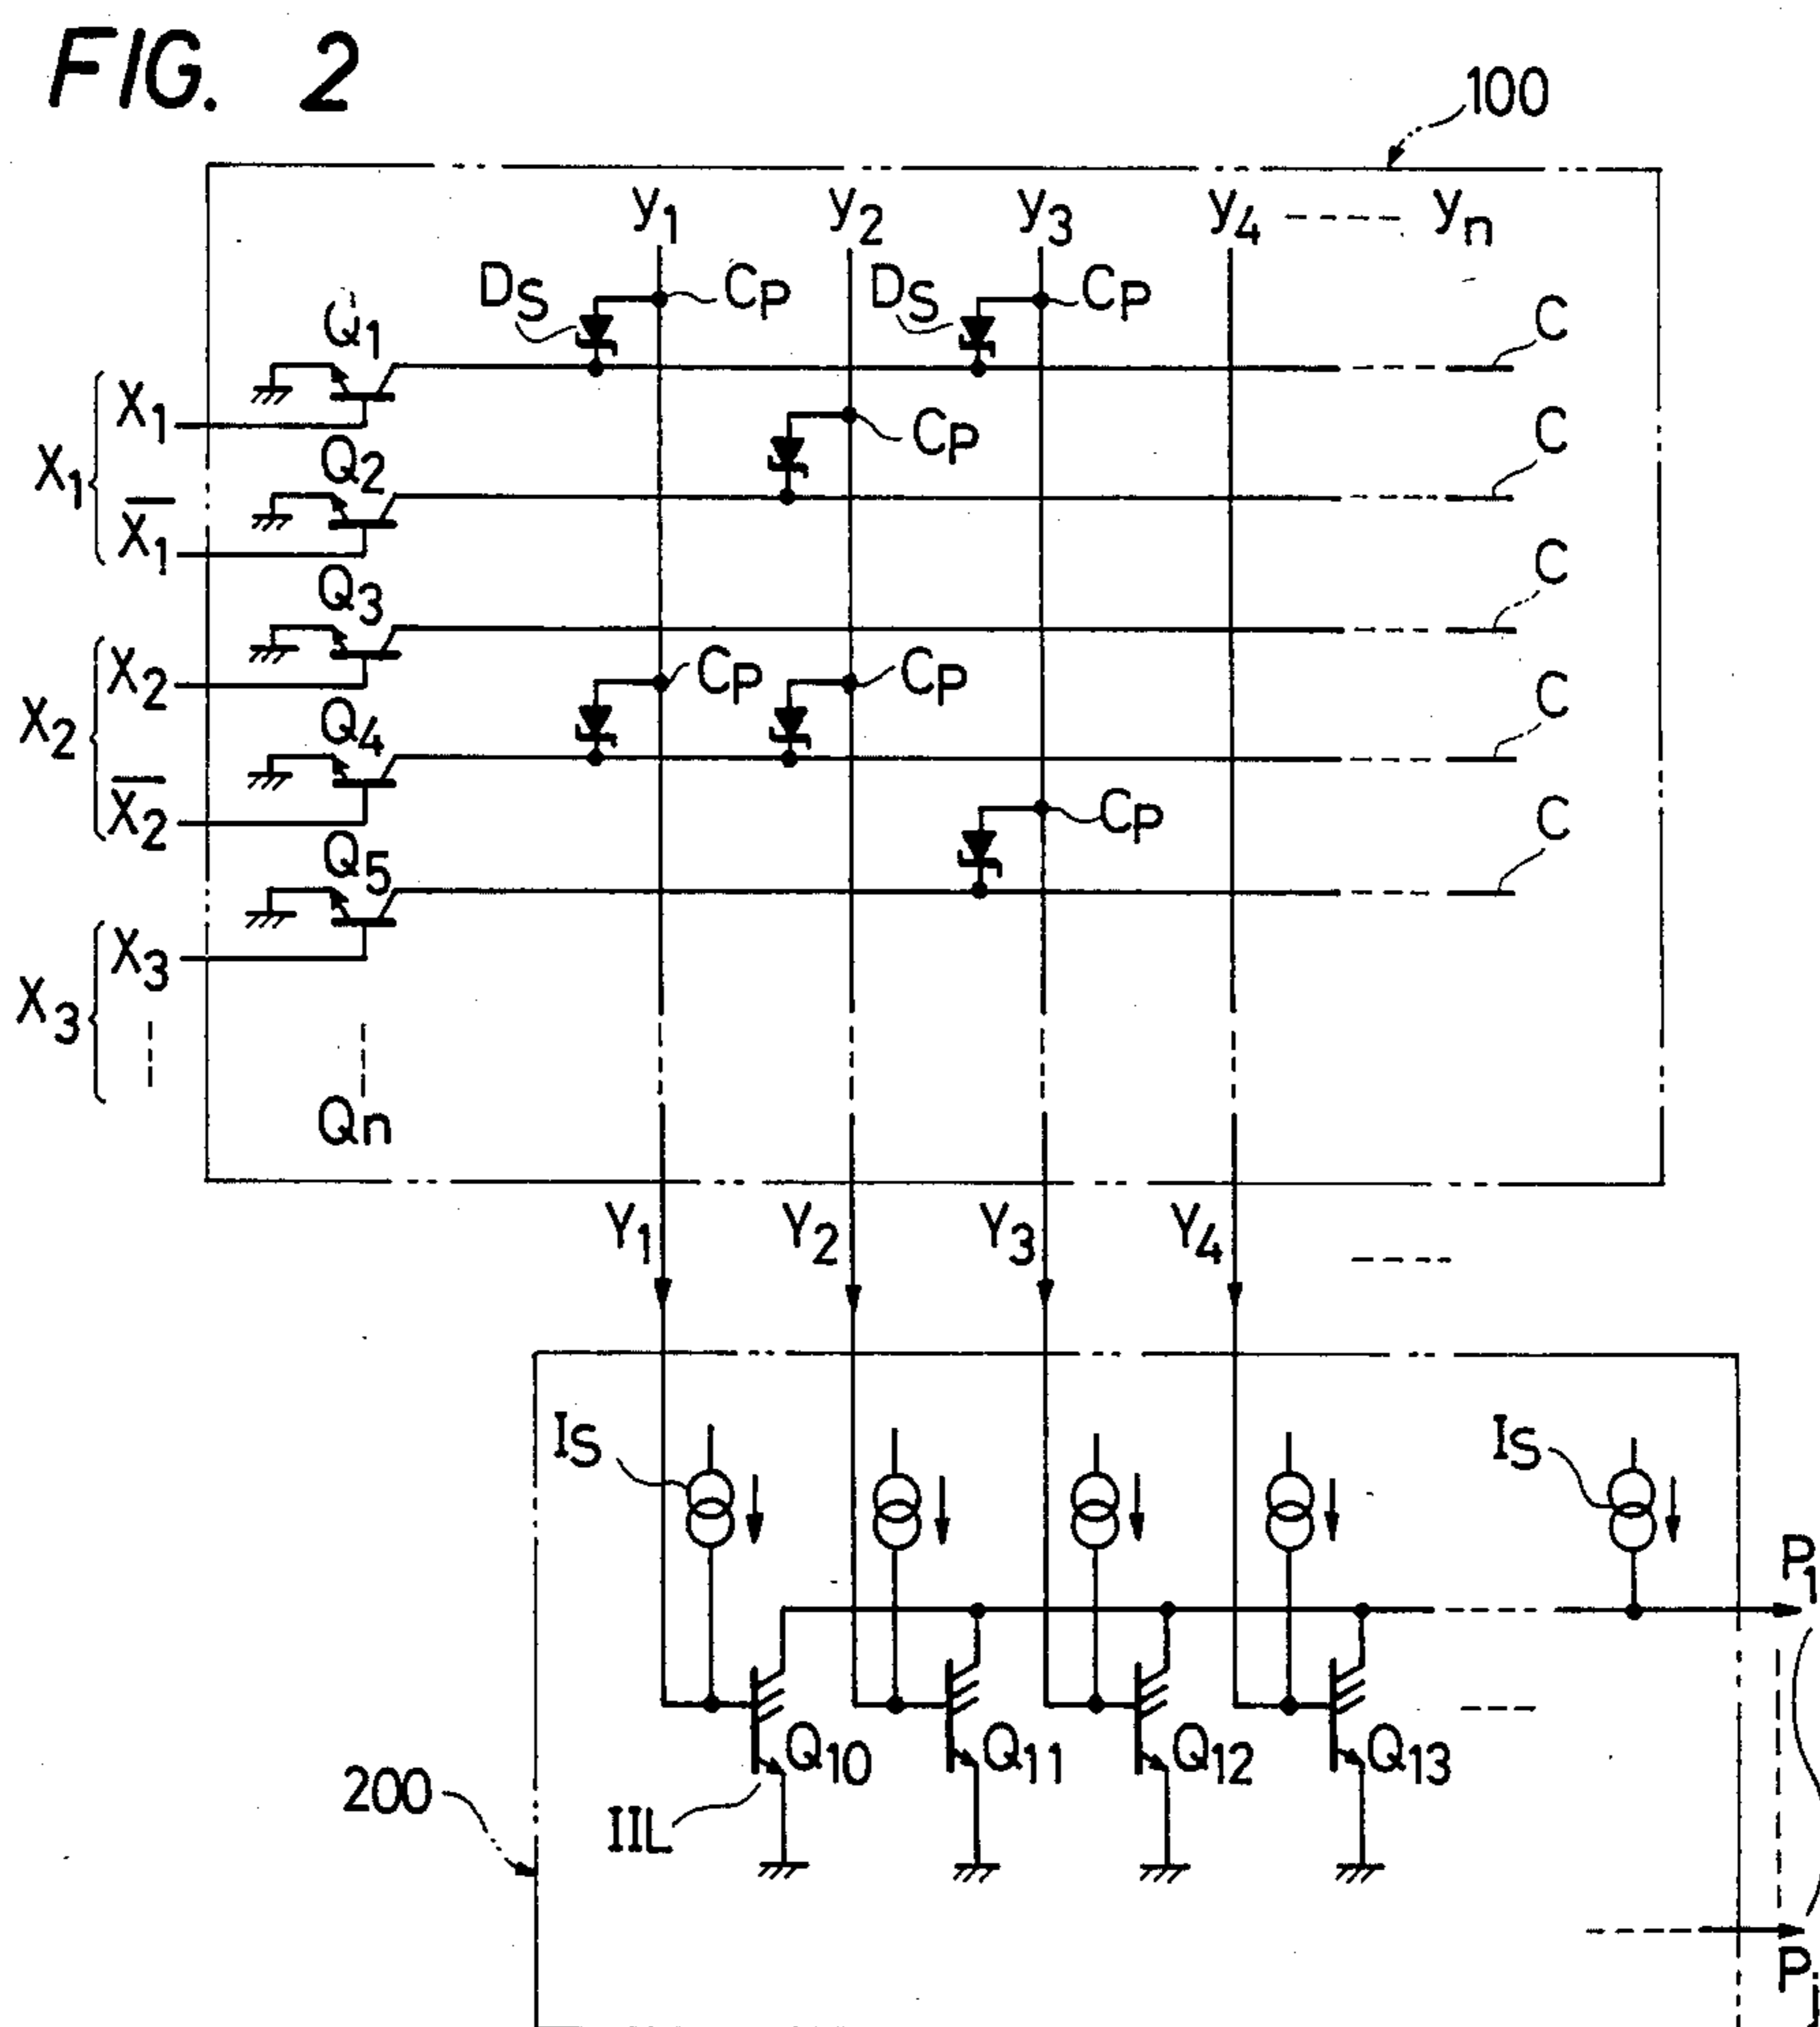 FIG. 2
100
y1 y2 y3 y4 ----- yn
DS CP DS CP
Q1 C
X1 X1 CP C
Q2
X̅1 C
Q3
X2 X2 CP CP C
Q4
X̅2 CP C
Q5
X3 X3
Qn
Y1 Y2 Y3 Y4 -----
IS IS
P1
Q10 Q11 Q12 Q13
200 IIL
Pj